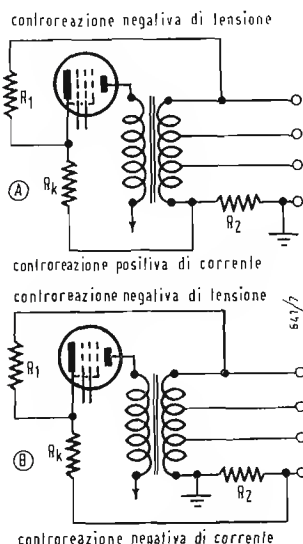 controreazione negativa di tensione
R1
Rk
A
R2
controreazione positiva di corrente
controreazione negativa di tensione
647/7
R1
Rk
B
R2
controreazione negativa di corrente